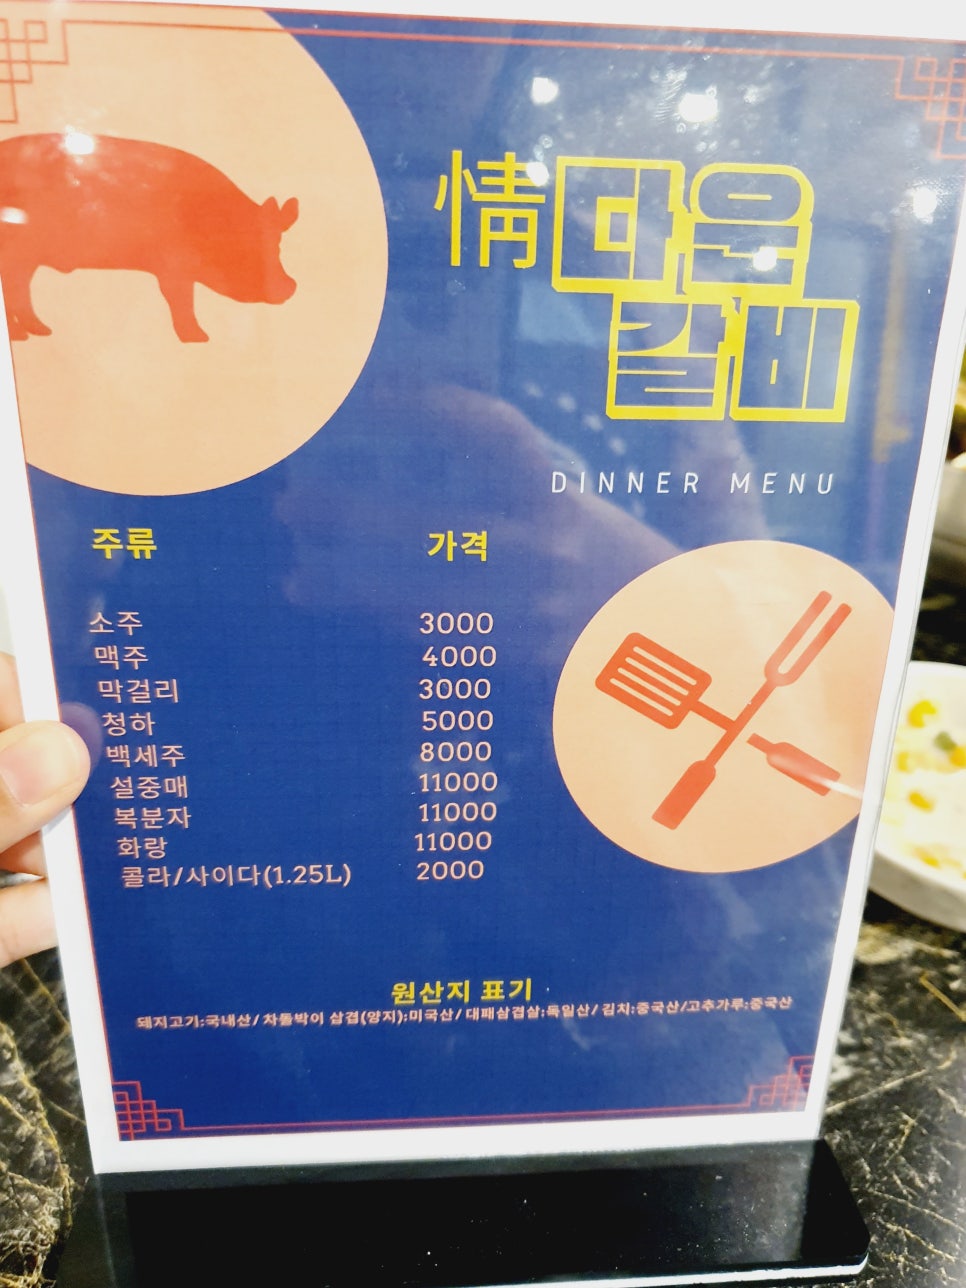 情다운
갈비
DINNER MENU
주류 가격
소주 3000
맥주 4000
막걸리 3000
청하 5000
백세주 8000
설중매 11000
복분자 11000
화랑 11000
콜라/사이다(1.25L) 2000
원산지 표기
돼지고기:국내산/ 차돌박이 삼겹(양지):미국산/ 대패삼겹살:독일산/ 김치:중국산/고추가루:중국산